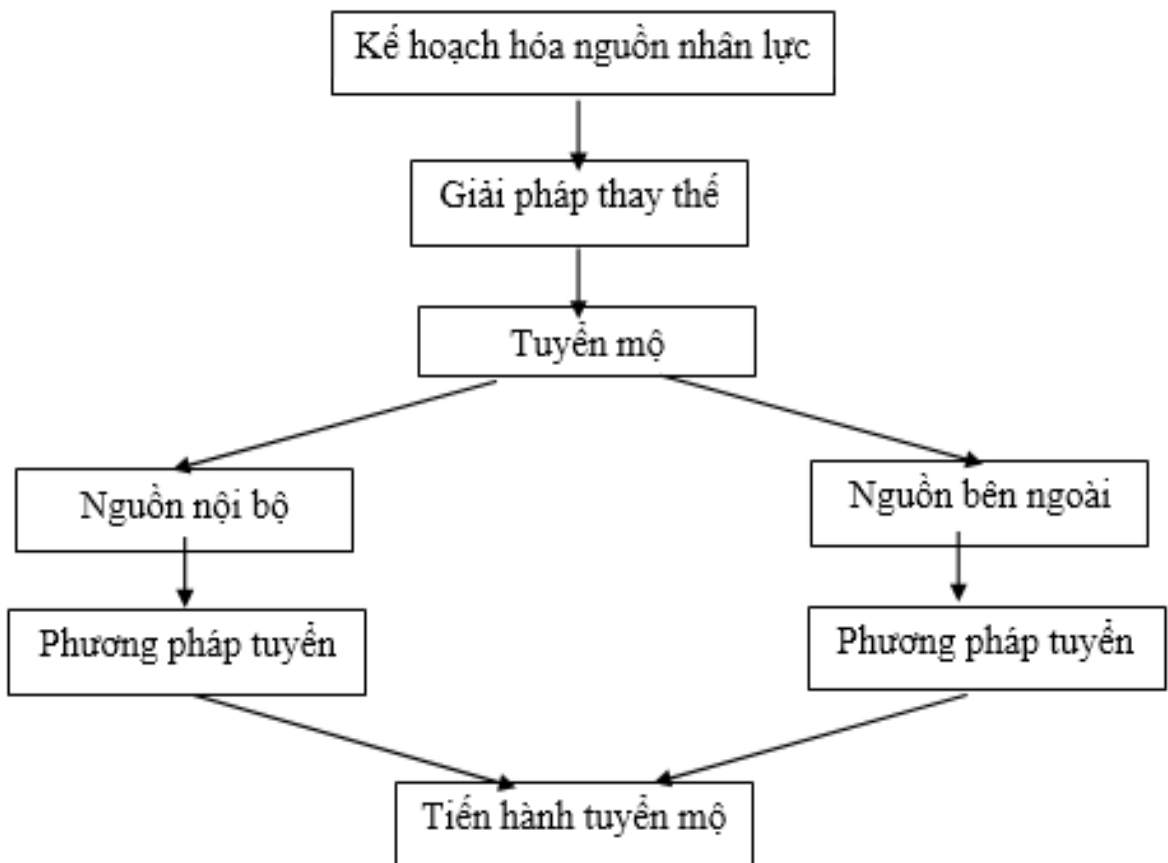 Kế hoạch hóa nguồn nhân lực
Giải pháp thay thế
Tuyển mộ
Nguồn nội bộ
Nguồn bên ngoài
Phương pháp tuyển
Phương pháp tuyển
Tiến hành tuyển mộ